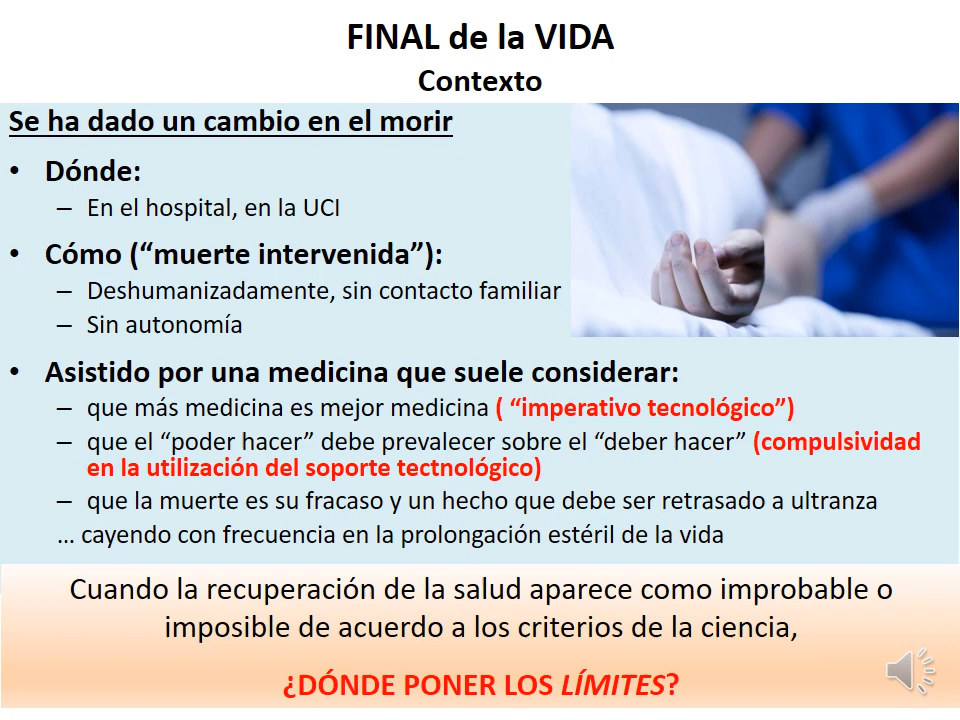 FINAL de la VIDA
Contexto
Se ha dado un cambio en el morir
• Dónde:
– En el hospital, en la UCI
• Cómo (“muerte intervenida”):
– Deshumanizadamente, sin contacto familiar
– Sin autonomía
• Asistido por una medicina que suele considerar:
– que más medicina es mejor medicina ( “imperativo tecnológico”)
– que el “poder hacer” debe prevalecer sobre el “deber hacer” (compulsividad
en la utilización del soporte tectnológico)
– que la muerte es su fracaso y un hecho que debe ser retrasado a ultranza
… cayendo con frecuencia en la prolongación estéril de la vida
Cuando la recuperación de la salud aparece como improbable o
imposible de acuerdo a los criterios de la ciencia,
¿DÓNDE PONER LOS LÍMITES?